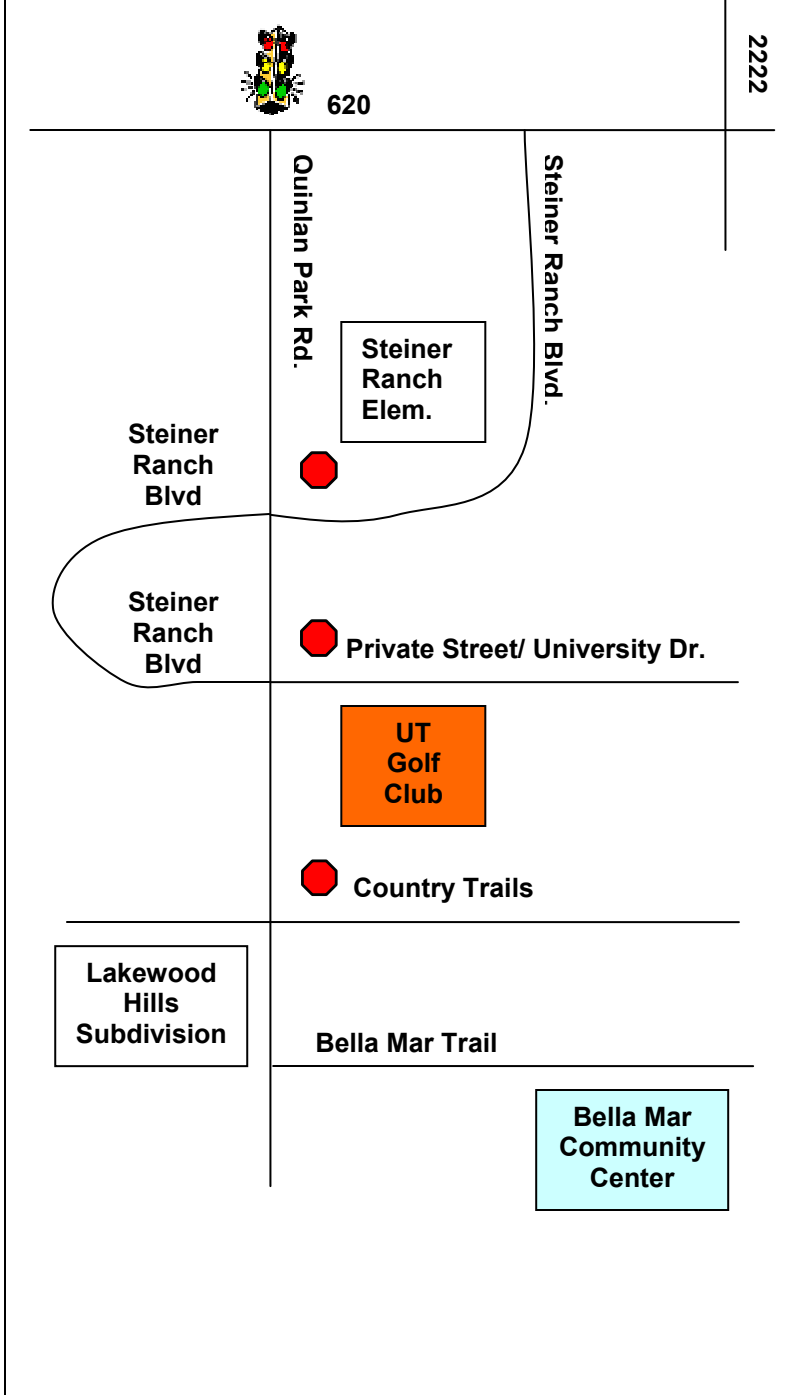 2222
620
Quinlan Park Rd.
Steiner Ranch Blvd.
Steiner
Ranch
Elem.
Steiner
Ranch
Blvd
Steiner
Ranch
Blvd
Private Street/ University Dr.
UT
Golf
Club
Country Trails
Lakewood
Hills
Subdivision
Bella Mar Trail
Bella Mar
Community
Center